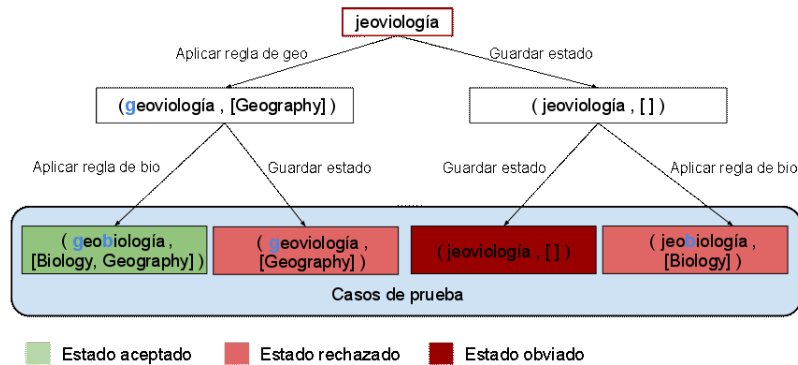 jeoviología
Aplicar regla de geo
Guardar estado
(geoviología , [Geography] )
( jeoviología , [ ] )
Aplicar regla de bio
Guardar estado
Guardar estado
Aplicar regla de bio
( geobiología ,
[Biology, Geography] )
( geoviología ,
[Geography] )
(jeoviología , [ ] )
( jeobiología ,
[Biology] )
Casos de prueba
Estado aceptado
Estado rechazado
Estado obviado